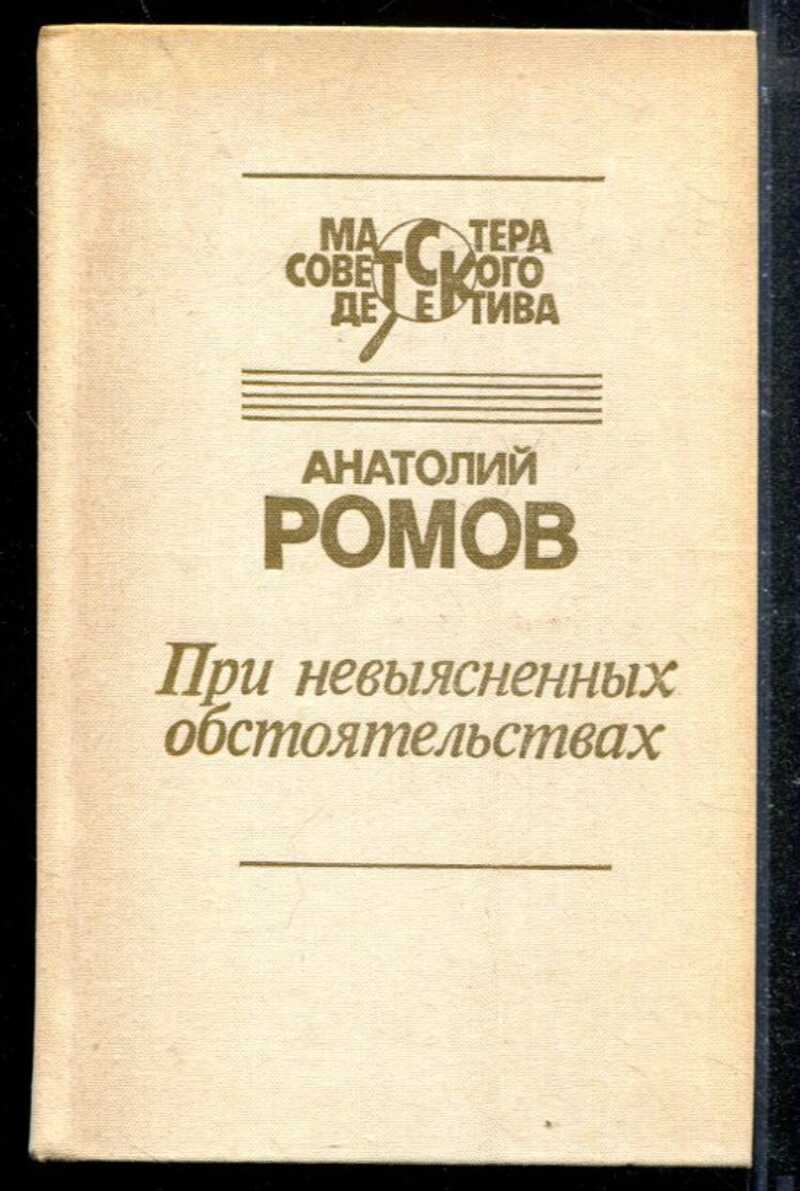 МАСТЕРА
СОВЕТСКОГО
ДЕТЕКТИВА
АНАТОЛИЙ
РОМОВ
При невыясненных
обстоятельствах